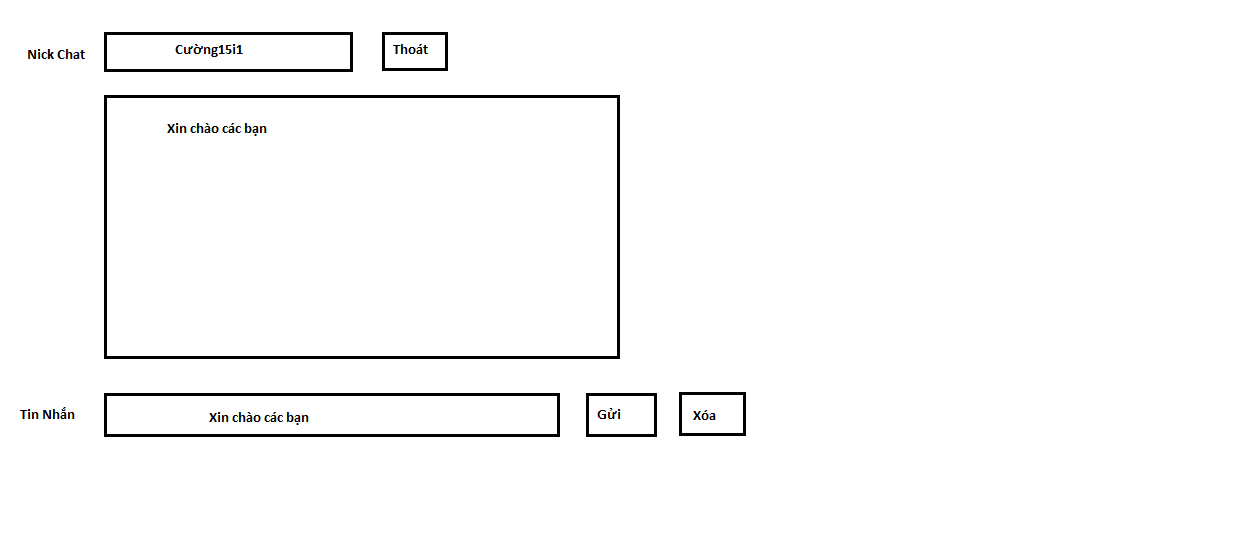 Nick Chat Cường15i1 Thoát
Xin chào các bạn
Tin Nhắn Xin chào các bạn Gửi Xóa